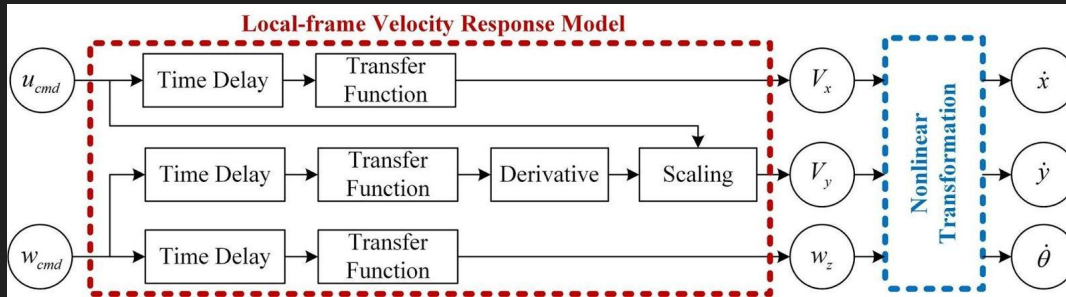 Local-frame Velocity Response Model
u_cmd
Time Delay
Transfer
Function
V_x
ẋ
Time Delay
Transfer
Function
Derivative
Scaling
V_y
Nonlinear
Transformation
ẏ
w_cmd
Time Delay
Transfer
Function
w_z
θ̇